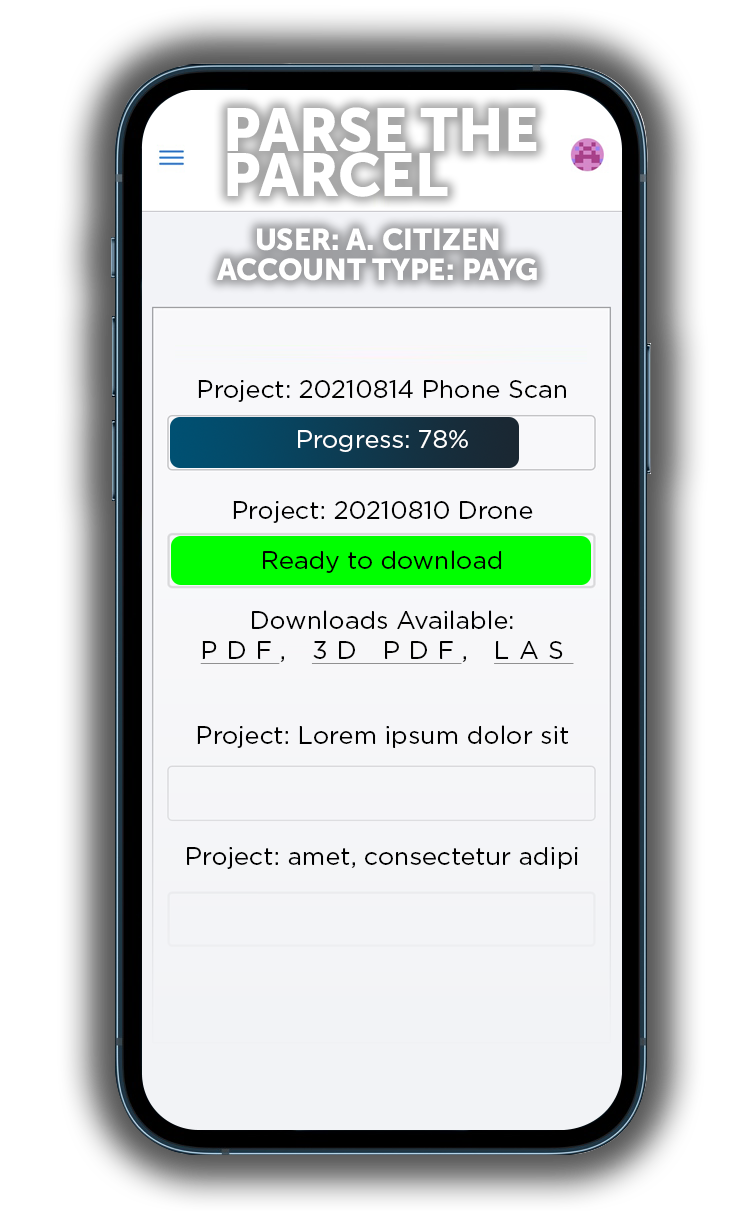 PARSE THE
PARCEL
USER: A. CITIZEN
ACCOUNT TYPE: PAYG
Project: 20210814 Phone Scan
Progress: 78%
Project: 20210810 Drone
Ready to download
Downloads Available:
PDF, 3D PDF, LAS
Project: Lorem ipsum dolor sit
Project: amet, consectetur adipi